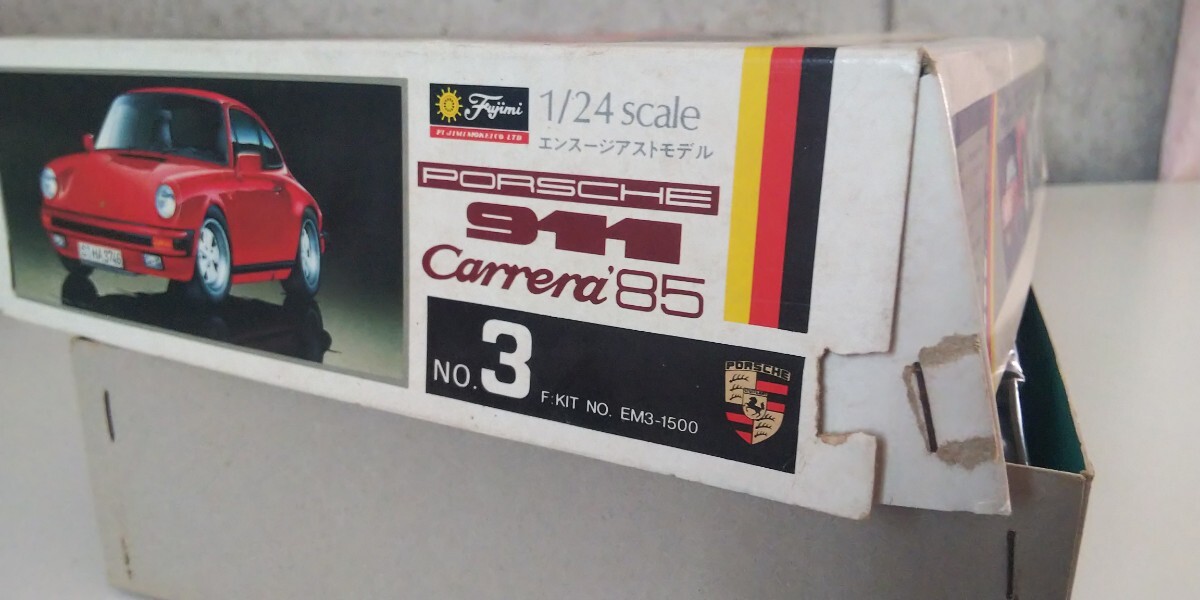 Fujimi
FUJIMI MOKEI CO LTD
1/24 scale
エンスージアストモデル
PORSCHE
911
Carrera'85
NO. 3
F:KIT NO. EM3-1500
PORSCHE